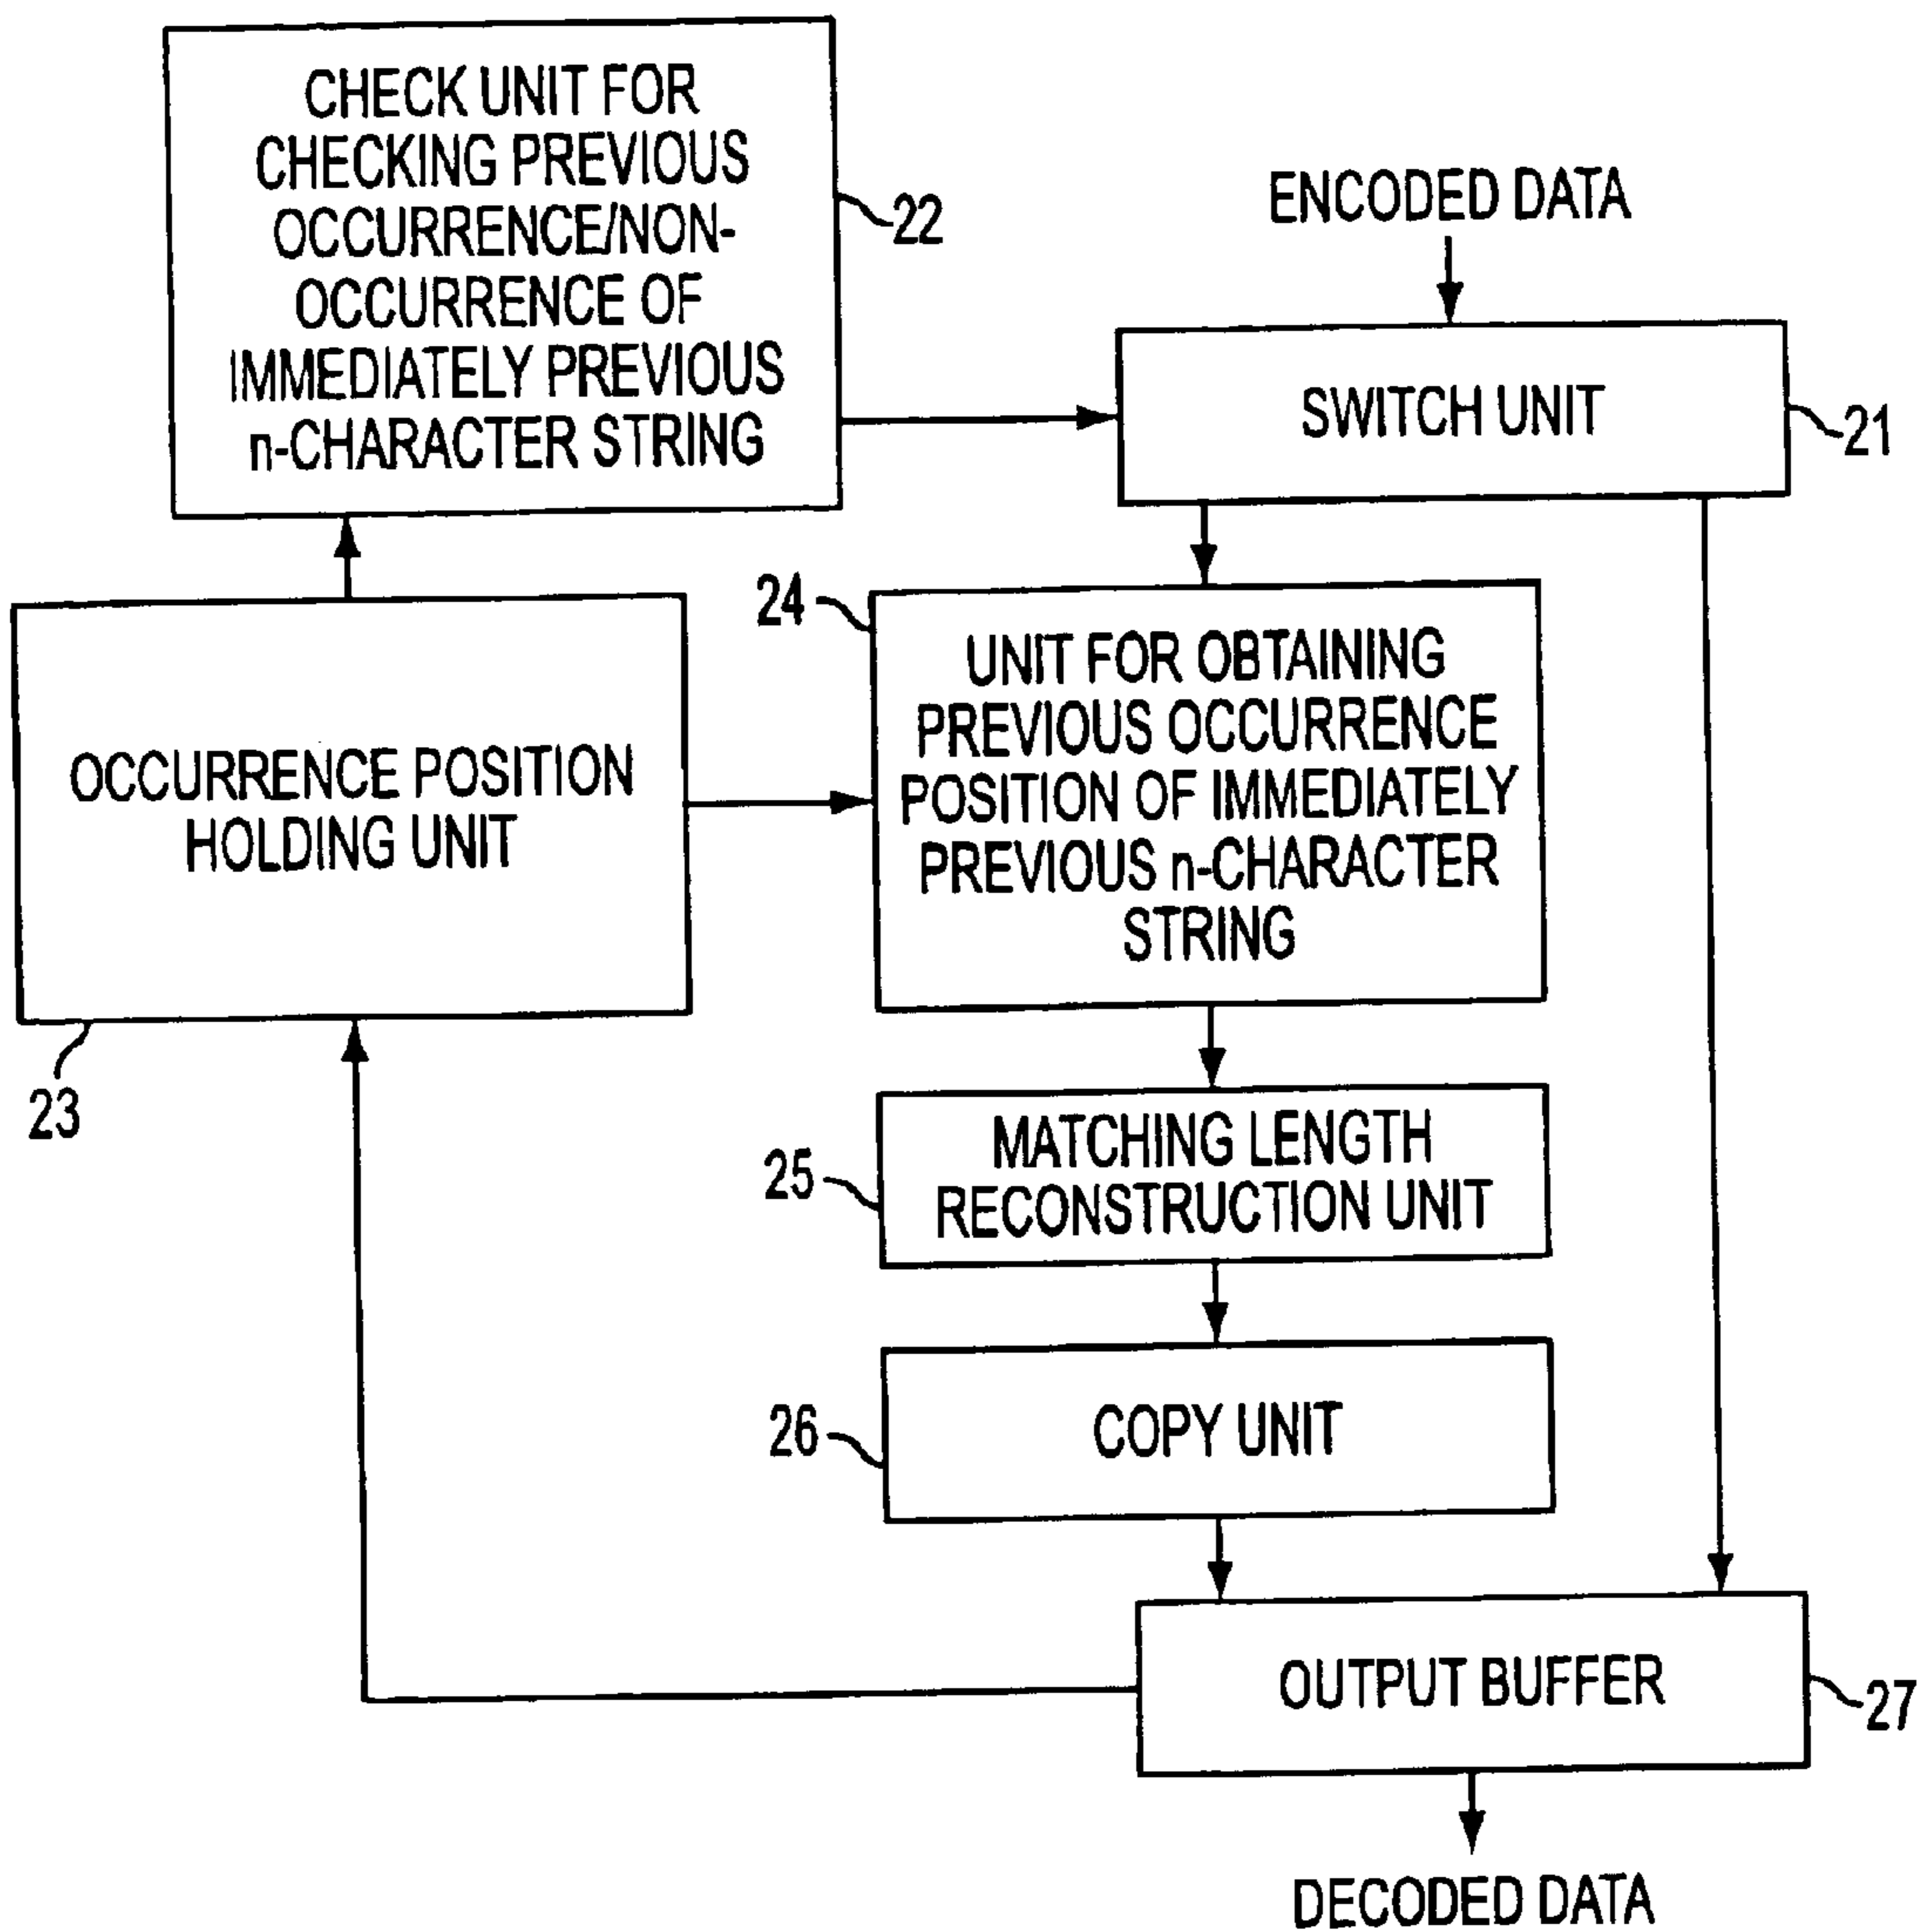 CHECK UNIT FOR
CHECKING PREVIOUS
OCCURRENCE/NON-
OCCURRENCE OF
IMMEDIATELY PREVIOUS
n-CHARACTER STRING
22
ENCODED DATA
SWITCH UNIT
21
24
UNIT FOR OBTAINING
PREVIOUS OCCURRENCE
POSITION OF IMMEDIATELY
PREVIOUS n-CHARACTER
STRING
OCCURRENCE POSITION
HOLDING UNIT
23
25
MATCHING LENGTH
RECONSTRUCTION UNIT
26
COPY UNIT
OUTPUT BUFFER
27
DECODED DATA